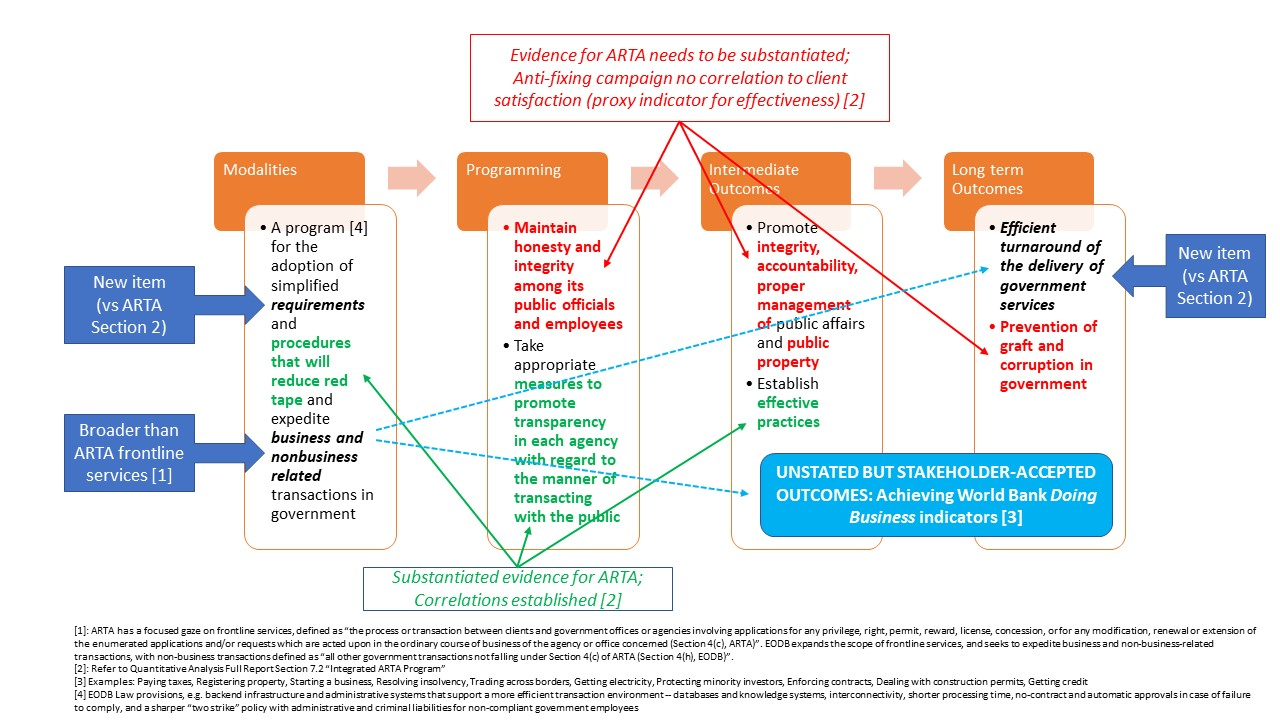 Evidence for ARTA needs to be substantiated;
Anti-fixing campaign no correlation to client
satisfaction (proxy indicator for effectiveness) [2]
Modalities
Programming
Intermediate
Outcomes
Long term
Outcomes
New item
(vs ARTA
Section 2)
Broader than
ARTA frontline
services [1]
• A program [4]
for the
adoption of
simplified
requirements
and
procedures
that will
reduce red
tape and
expedite
business and
nonbusiness
related
transactions in
government
• Maintain
honesty and
integrity
among its
public officials
and employees
• Take
appropriate
measures to
promote
transparency
in each agency
with regard to
the manner of
transacting
with the public
• Promote
integrity,
accountability,
proper
management
of public affairs
and public
property
• Establish
effective
practices
• Efficient
turnaround of
the delivery of
government
services
• Prevention of
graft and
corruption in
government
New item
(vs ARTA
Section 2)
UNSTATED BUT STAKEHOLDER-ACCEPTED
OUTCOMES: Achieving World Bank Doing
Business indicators [3]
Substantiated evidence for ARTA;
Correlations established [2]
[1]: ARTA has a focused gaze on frontline services, defined as “the process or transaction between clients and government offices or agencies involving applications for any privilege, right, permit, reward, license, concession, or for any modification, renewal or extension of
the enumerated applications and/or requests which are acted upon in the ordinary course of business of the agency or office concerned (Section 4(c), ARTA)”. EODB expands the scope of frontline services, and seeks to expedite business and non-business-related
transactions, with non-business transactions defined as “all other government transactions not falling under Section 4(c) of ARTA (Section 4(h), EODB)”.
[2]: Refer to Quantitative Analysis Full Report Section 7.2 “Integrated ARTA Program”
[3] Examples: Paying taxes, Registering property, Starting a business, Resolving insolvency, Trading across borders, Getting electricity, Protecting minority investors, Enforcing contracts, Dealing with construction permits, Getting credit
[4] EODB Law provisions, e.g. backend infrastructure and administrative systems that support a more efficient transaction environment -- databases and knowledge systems, interconnectivity, shorter processing time, no-contract and automatic approvals in case of failure
to comply, and a sharper “two strike” policy with administrative and criminal liabilities for non-compliant government employees